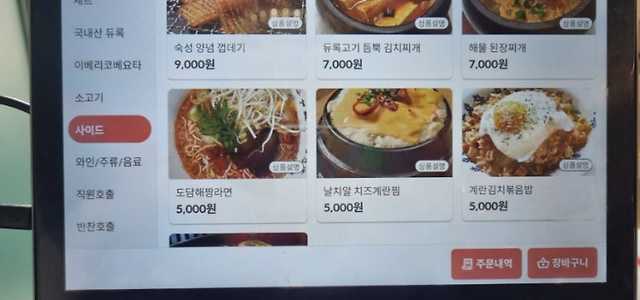 세트
국내산 듀록
이베리코베요타
소고기
사이드
와인/주류/음료
직원호출
반찬호출
상품설명
숙성 양념 껍데기
9,000원
상품설명
듀록고기 듬뿍 김치찌개
7,000원
상품설명
해물 된장찌개
7,000원
상품설명
도담해짬라면
5,000원
상품설명
날치알 치즈계란찜
5,000원
상품설명
계란김치볶음밥
5,000원
주문내역
장바구니